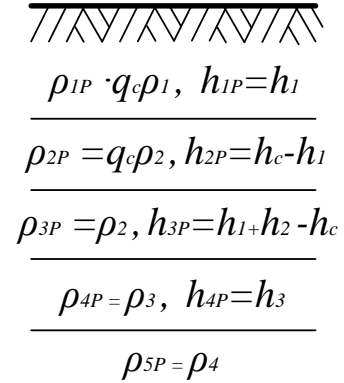 ρ1P ·qcρ1, h1P=h1
ρ2P =qcρ2, h2P=hc-h1
ρ3P =ρ2, h3P=h1+h2 -hc
ρ4P = ρ3, h4P=h3
ρ5P = ρ4